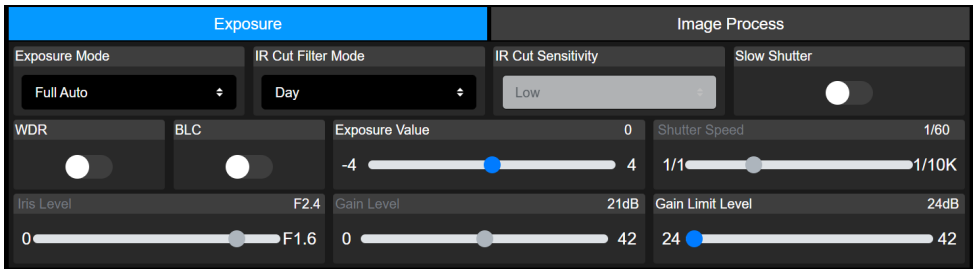 Exposure Image Process
Exposure Mode IR Cut Filter Mode IR Cut Sensitivity Slow Shutter
Full Auto Day Low
WDR BLC Exposure Value 0 Shutter Speed 1/60
-4 4 1/1 1/10K
Iris Level F2.4 Gain Level 21dB Gain Limit Level 24dB
0 F1.6 0 42 24 42